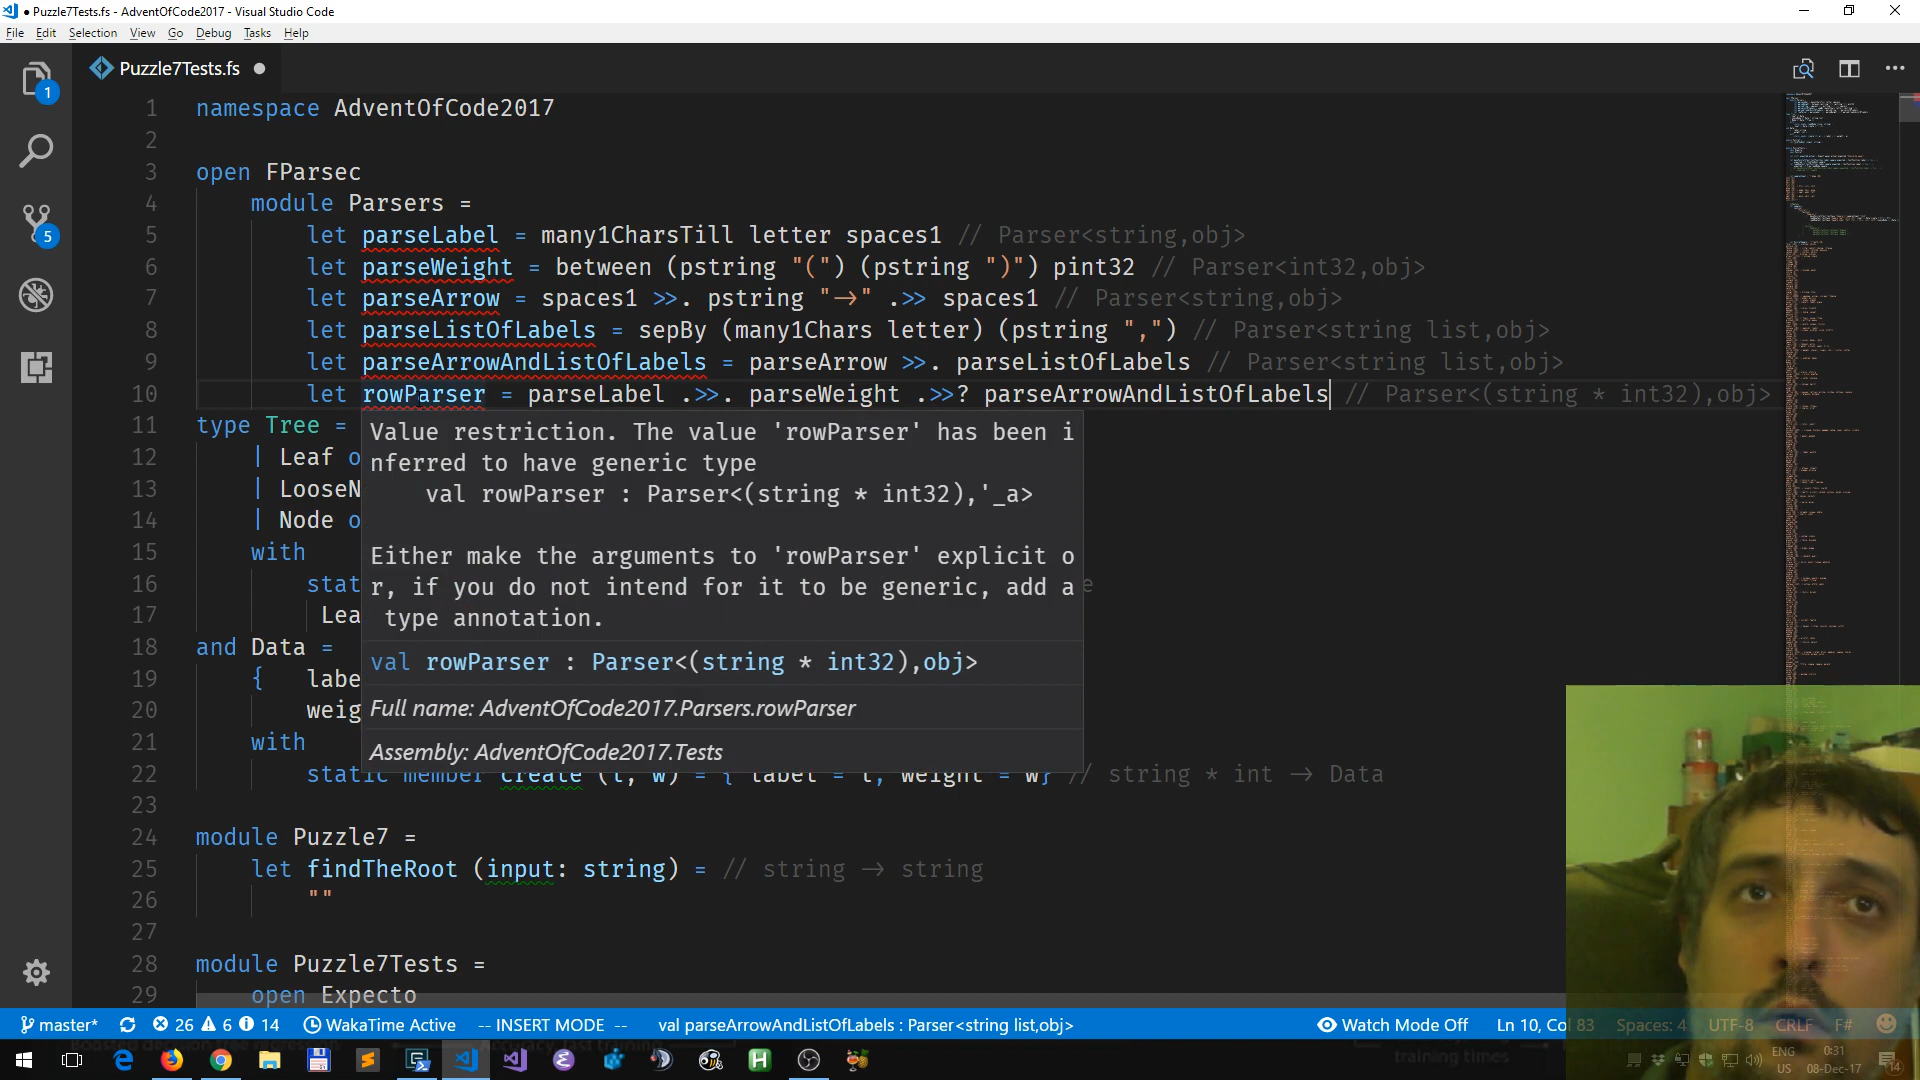 ● Puzzle7Tests.fs - AdventOfCode2017 - Visual Studio Code
File Edit Selection View Go Debug Tasks Help
Puzzle7Tests.fs ●
1 namespace AdventOfCode2017
2
3 open FParsec
4 module Parsers =
5 let parseLabel = many1CharsTill letter spaces1 // Parser<string,obj>
6 let parseWeight = between (pstring "(") (pstring ")") pint32 // Parser<int32,obj>
7 let parseArrow = spaces1 >>. pstring "->" .>> spaces1 // Parser<string,obj>
8 let parseListOfLabels = sepBy (many1Chars letter) (pstring ",") // Parser<string list,obj>
9 let parseArrowAndListOfLabels = parseArrow >>. parseListOfLabels // Parser<string list,obj>
10 let rowParser = parseLabel .>>. parseWeight .>>? parseArrowAndListOfLabels // Parser<(string * int32),obj>
11 type Tree =
Value restriction. The value 'rowParser' has been i
12 | Leaf o
nferred to have generic type
13 | LooseN
val rowParser : Parser<(string * int32),'_a>
14 | Node o
15 with
Either make the arguments to 'rowParser' explicit o
16 stat
r, if you do not intend for it to be generic, add a
17 Lea
type annotation.
18 and Data =
val rowParser : Parser<(string * int32),obj>
19 { labe
20 weig
Full name: AdventOfCode2017.Parsers.rowParser
21 with
Assembly: AdventOfCode2017.Tests
22 static member create (l, w) = { label = l; weight = w} // string * int -> Data
23
24 module Puzzle7 =
25 let findTheRoot (input: string) = // string -> string
26 ""
27
28 module Puzzle7Tests =
29 open Expecto
master* 26 6 14 WakaTime Active -- INSERT MODE -- val parseArrowAndListOfLabels : Parser<string list,obj> Watch Mode Off Ln 10, Col 83 Spaces: 4 UTF-8 CRLF F#
training times
ENG 0:31
US 08-Dec-17
1
5
14